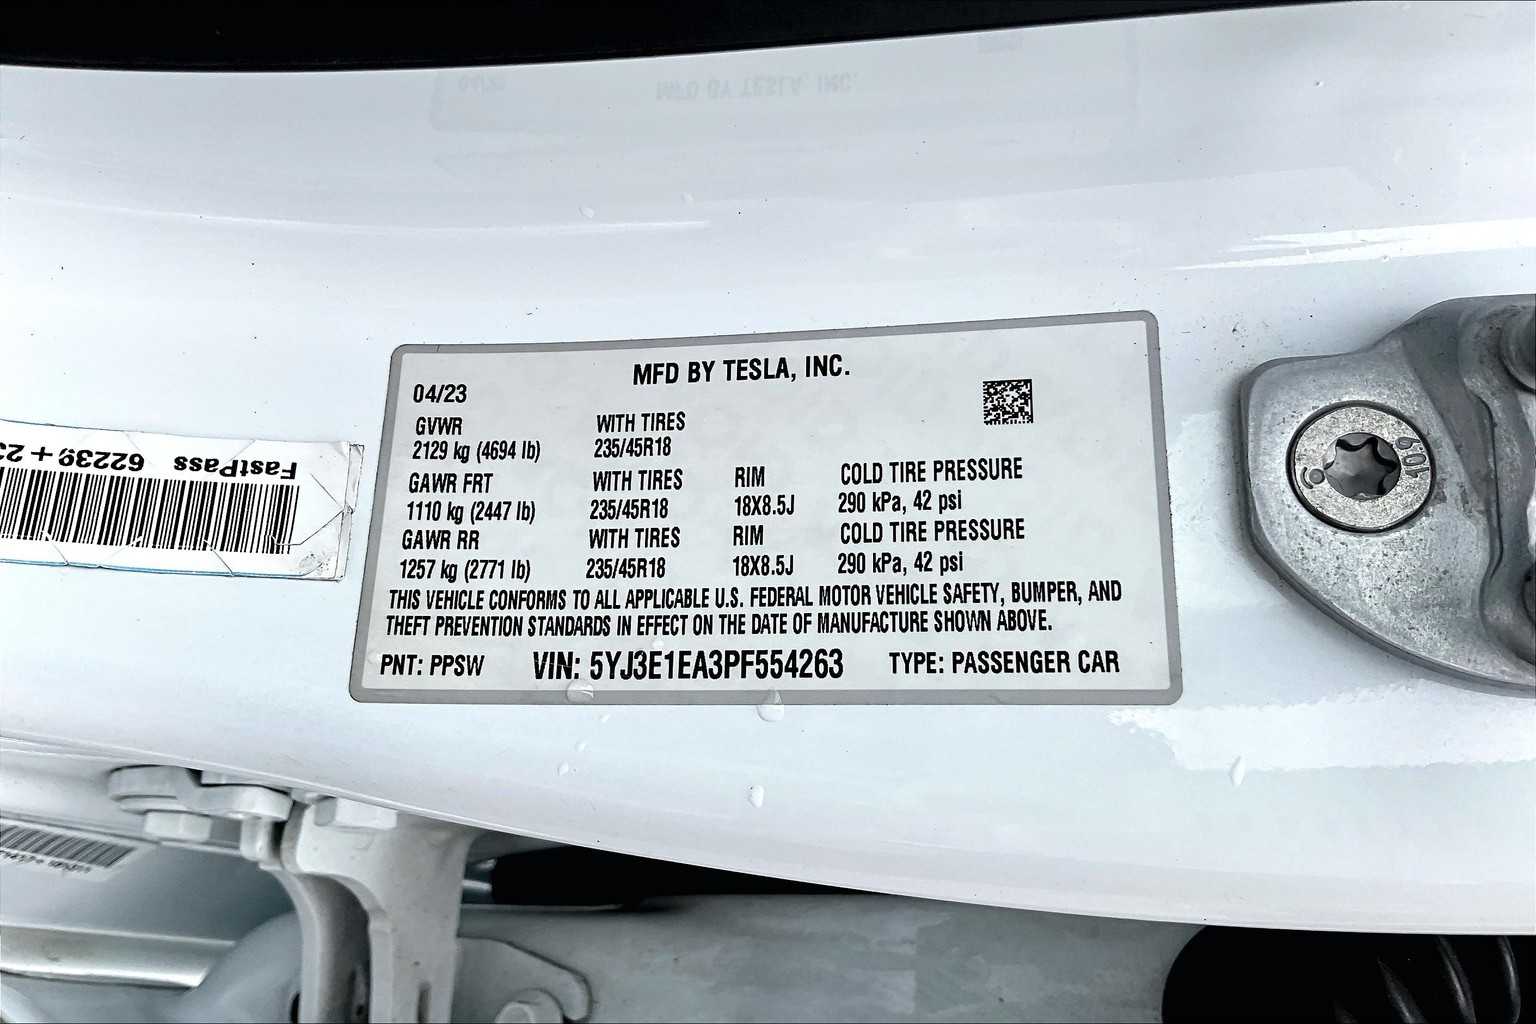 MFD BY TESLA, INC.
04/23
GVWR WITH TIRES
2129 kg (4694 lb) 235/45R18
GAWR FRT WITH TIRES RIM COLD TIRE PRESSURE
1110 kg (2447 lb) 235/45R18 18X8.5J 290 kPa, 42 psi
GAWR RR WITH TIRES RIM COLD TIRE PRESSURE
1257 kg (2771 lb) 235/45R18 18X8.5J 290 kPa, 42 psi
THIS VEHICLE CONFORMS TO ALL APPLICABLE U.S. FEDERAL MOTOR VEHICLE SAFETY, BUMPER, AND
THEFT PREVENTION STANDARDS IN EFFECT ON THE DATE OF MANUFACTURE SHOWN ABOVE.
PNT: PPSW VIN: 5YJ3E1EA3PF554263 TYPE: PASSENGER CAR
FastPass 62239 + 23
10.9